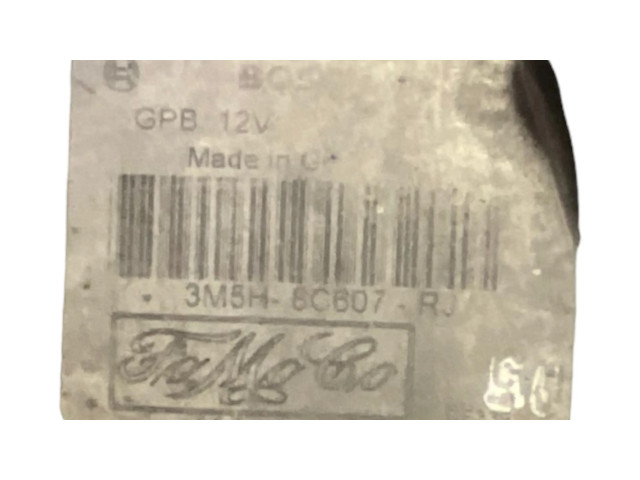 GPB 12V
Made in
3M5H-8C607-RJ
FoMoCo